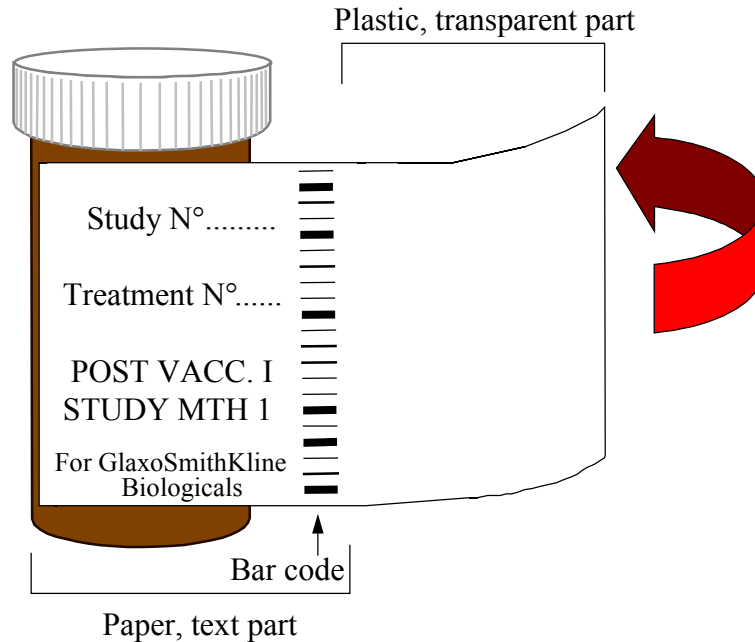 Plastic, transparent part
Study N°.........
Treatment N°......
POST VACC. I
STUDY MTH 1
For GlaxoSmithKline
Biologicals
Bar code
Paper, text part